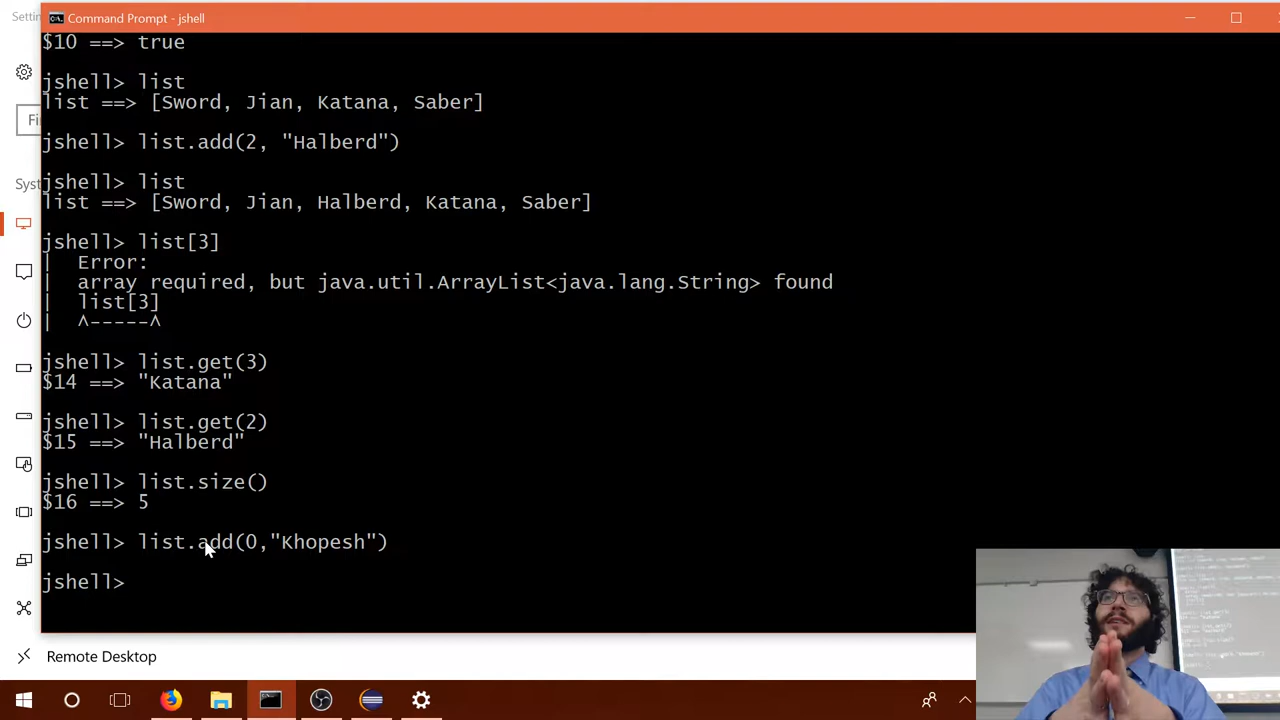 Settin
Command Prompt - jshell
$10 ==> true
jshell> list
list ==> [Sword, Jian, Katana, Saber]
jshell> list.add(2, "Halberd")
jshell> list
list ==> [Sword, Jian, Halberd, Katana, Saber]
jshell> list[3]
|  Error:
|  array required, but java.util.ArrayList<java.lang.String> found
|  list[3]
|  ^-----^
jshell> list.get(3)
$14 ==> "Katana"
jshell> list.get(2)
$15 ==> "Halberd"
jshell> list.size()
$16 ==> 5
jshell> list.add(0,"Khopesh")
jshell>
Fi
Syst
Remote Desktop